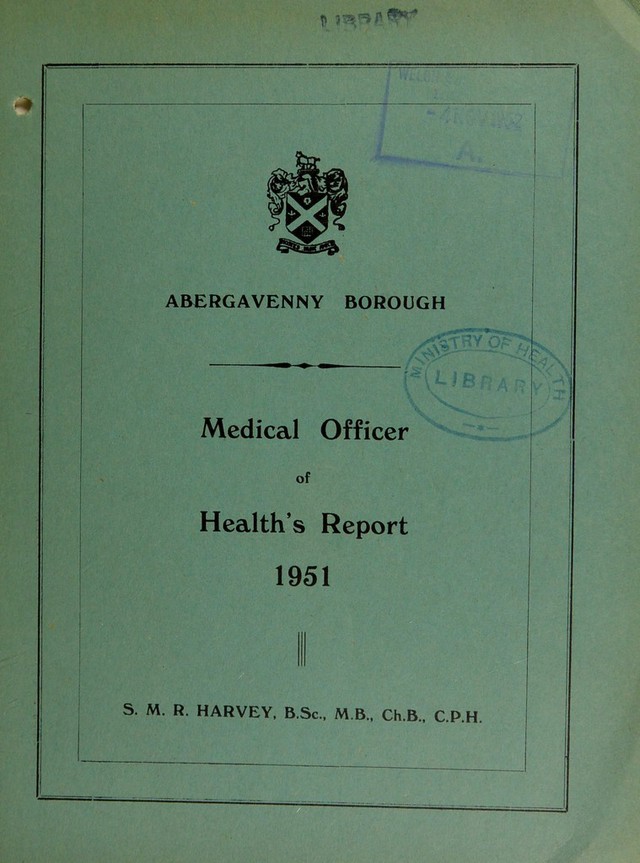 LIBRARY
ABERGAVENNY BOROUGH
MINISTRY OF HEALTH
LIBRARY
Medical Officer
of
Health's Report
1951
S. M. R. HARVEY, B.Sc., M.B., Ch.B., C.P.H.